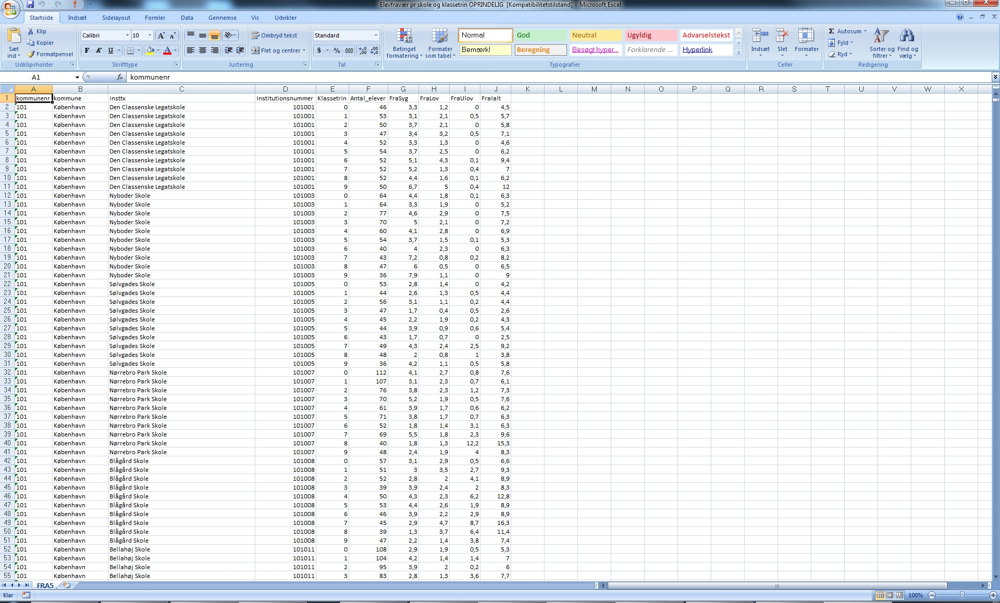 Elevfravær pr skole og klassetrin OPRINDELIG  [Kompatibilitetstilstand] - Microsoft Excel
Startside Indsæt Sidelayout Formler Data Gennemse Vis Udvikler
Sæt ind Klip Kopier Formatpensel Udklipsholder
Calibri 10 A A F K U A Skrifttype
Ombryd tekst Flet og centrer Justering
Standard $ % 000 Tal
Betinget formatering Formater som tabel
Normal God Neutral Ugyldig Advarselstekst
Bemærk! Beregning Besøgt hyper... Forklarende ... Hyperlink
Typografier
Indsæt Slet Formater Celler
Autosum Fyld Ryd Sorter og filtrer Find og vælg Redigering
A1 fx kommunenr
A B C D E F G H I J K L M N O P Q R S T U V W X
1 kommunenr kommune insttx Institutionsnummer Klassetrin Antal_elever FraSyg FraLov FraUlov FraIalt
2 101 København Den Classenske Legatskole 101001 0 46 3,3 1,2 0 4,5
3 101 København Den Classenske Legatskole 101001 1 53 3,1 2,1 0,5 5,7
4 101 København Den Classenske Legatskole 101001 2 50 3,7 2,1 0 5,8
5 101 København Den Classenske Legatskole 101001 3 47 3,4 3,2 0,5 7,1
6 101 København Den Classenske Legatskole 101001 4 52 3,3 1,3 0 4,6
7 101 København Den Classenske Legatskole 101001 5 54 3,7 2,5 0 6,2
8 101 København Den Classenske Legatskole 101001 6 52 5,1 4,3 0,1 9,4
9 101 København Den Classenske Legatskole 101001 7 52 5,2 1,3 0,4 7
10 101 København Den Classenske Legatskole 101001 8 52 4,4 1,6 0,1 6,2
11 101 København Den Classenske Legatskole 101001 9 50 6,7 5 0,4 12
12 101 København Nyboder Skole 101003 0 64 4,4 1,8 0,1 6,3
13 101 København Nyboder Skole 101003 1 64 3,3 1,9 0 5,2
14 101 København Nyboder Skole 101003 2 77 4,6 2,9 0 7,5
15 101 København Nyboder Skole 101003 3 70 5 2,1 0 7,2
16 101 København Nyboder Skole 101003 4 60 4,1 2,8 0 6,9
17 101 København Nyboder Skole 101003 5 54 3,7 1,5 0,1 5,3
18 101 København Nyboder Skole 101003 6 40 4 2,3 0 6,3
19 101 København Nyboder Skole 101003 7 43 7,2 0,8 0,2 8,2
20 101 København Nyboder Skole 101003 8 47 6 0,5 0 6,5
21 101 København Nyboder Skole 101003 9 36 7,9 1,1 0 9
22 101 København Sølvgades Skole 101005 0 53 2,8 1,4 0 4,2
23 101 København Sølvgades Skole 101005 1 44 2,6 1,3 0,5 4,4
24 101 København Sølvgades Skole 101005 2 56 3,1 1,1 0,2 4,4
25 101 København Sølvgades Skole 101005 3 47 1,7 0,4 0,5 2,6
26 101 København Sølvgades Skole 101005 4 45 2,2 1,9 0,2 4,3
27 101 København Sølvgades Skole 101005 5 44 3,9 0,9 0,6 5,4
28 101 København Sølvgades Skole 101005 6 43 1,7 0,7 0 2,5
29 101 København Sølvgades Skole 101005 7 49 4,3 2,4 2,5 9,2
30 101 København Sølvgades Skole 101005 8 48 2 0,8 1 3,8
31 101 København Sølvgades Skole 101005 9 36 4,2 1,1 0,5 5,8
32 101 København Nørrebro Park Skole 101007 0 112 4,1 2,7 0,8 7,6
33 101 København Nørrebro Park Skole 101007 1 107 3,1 2,3 0,7 6,1
34 101 København Nørrebro Park Skole 101007 2 76 3,8 2,3 1,2 7,3
35 101 København Nørrebro Park Skole 101007 3 70 5,2 1,9 0,5 7,6
36 101 København Nørrebro Park Skole 101007 4 61 3,9 1,7 0,6 6,2
37 101 København Nørrebro Park Skole 101007 5 71 3,8 1,7 0,7 6,3
38 101 København Nørrebro Park Skole 101007 6 52 1,8 1,4 3,1 6,3
39 101 København Nørrebro Park Skole 101007 7 69 5,5 1,8 2,3 9,6
40 101 København Nørrebro Park Skole 101007 8 40 1,8 1,3 12,2 15,3
41 101 København Nørrebro Park Skole 101007 9 48 2,4 1,9 4 8,3
42 101 København Blågård Skole 101008 0 57 3,1 2,9 0,5 6,6
43 101 København Blågård Skole 101008 1 51 3 3,5 2,7 9,3
44 101 København Blågård Skole 101008 2 52 2,8 2 4,1 8,9
45 101 København Blågård Skole 101008 3 39 3,9 2,4 2 8,3
46 101 København Blågård Skole 101008 4 50 4,3 2,3 6,2 12,8
47 101 København Blågård Skole 101008 5 53 4,4 2,6 1,9 8,9
48 101 København Blågård Skole 101008 6 46 3,9 2,2 2,9 8,9
49 101 København Blågård Skole 101008 7 45 2,9 4,7 8,7 16,3
50 101 København Blågård Skole 101008 8 39 1,3 3,7 6,4 11,4
51 101 København Blågård Skole 101008 9 47 2,2 1,4 3,8 7,4
52 101 København Bellahøj Skole 101011 0 108 2,9 1,9 0,5 5,3
53 101 København Bellahøj Skole 101011 1 104 4,2 1,4 1,4 7
54 101 København Bellahøj Skole 101011 2 95 3,9 2 0,2 6
55 101 København Bellahøj Skole 101011 3 83 2,8 1,3 3,6 7,7
FRA5
Klar 100%